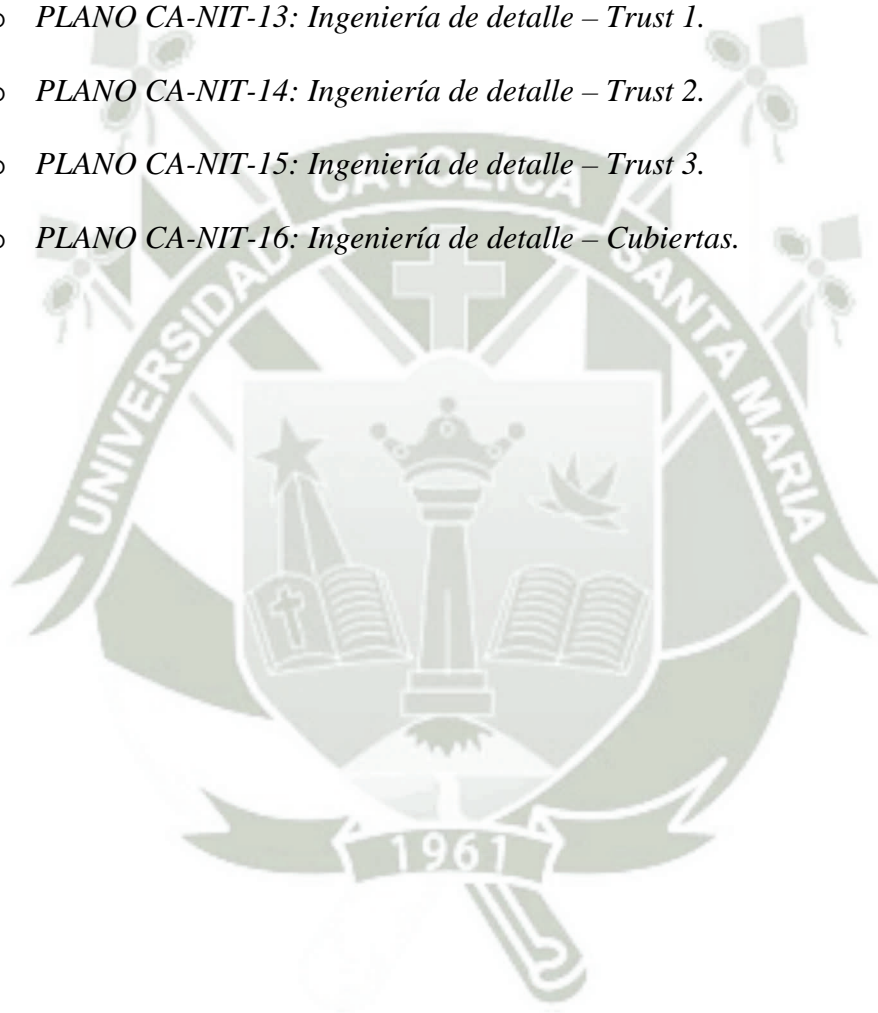 o PLANO CA-NIT-13: Ingeniería de detalle – Trust 1.
o PLANO CA-NIT-14: Ingeniería de detalle – Trust 2.
o PLANO CA-NIT-15: Ingeniería de detalle – Trust 3.
o PLANO CA-NIT-16: Ingeniería de detalle – Cubiertas.
UNIVERSIDAD CATOLICA SANTA MARIA
1961